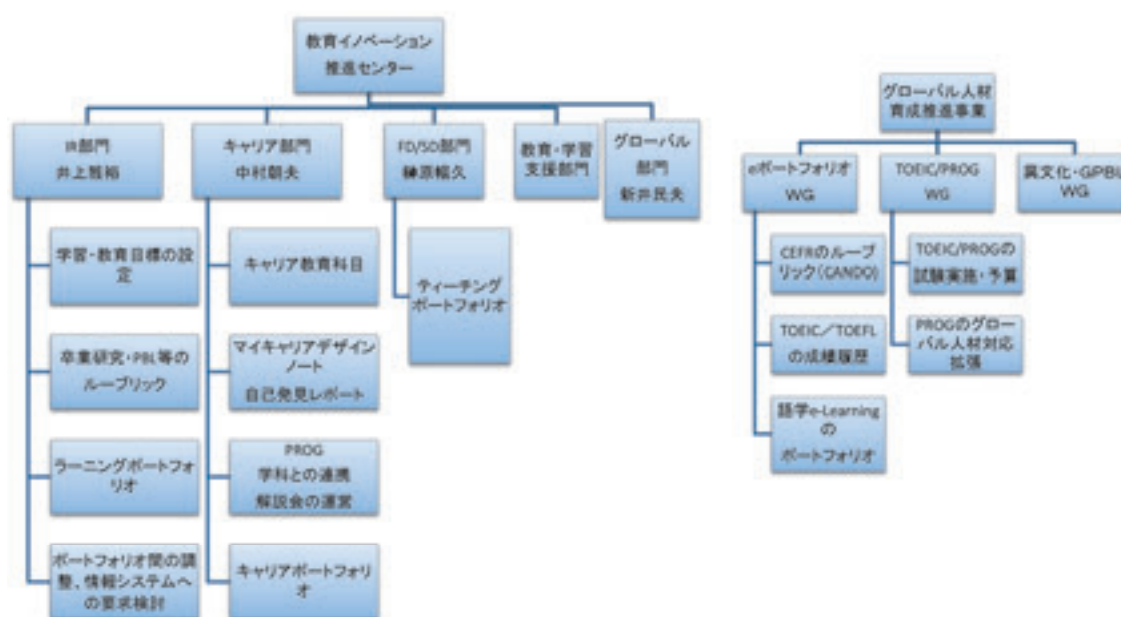 教育イノベーション
推進センター
IR部門
井上雅裕
キャリア部門
中村朝夫
FD/SD部門
榊原暢久
教育・学習
支援部門
グローバル
部門
新井民夫
学習・教育目標の設
定
卒業研究・PBL等の
ルーブリック
ラーニングポートフォ
リオ
ポートフォリオ間の調
整、情報システムへ
の要求検討
キャリア教育科目
マイキャリアデザイン
ノート
自己発見レポート
PROG
学科との連携
解説会の運営
キャリアポートフォリ
オ
ティーチング
ポートフォリオ
グローバル人材
育成推進事業
eポートフォリオ
WG
TOEIC/PROG
WG
異文化・GPBL
WG
CEFRのルーブ
リック(CANDO)
TOEIC／TOEFL
の成績履歴
語学e-Learning
の
ポートフォリオ
TOEIC/PROGの
試験実施・予算
PROGのグロー
バル人材対応
拡張